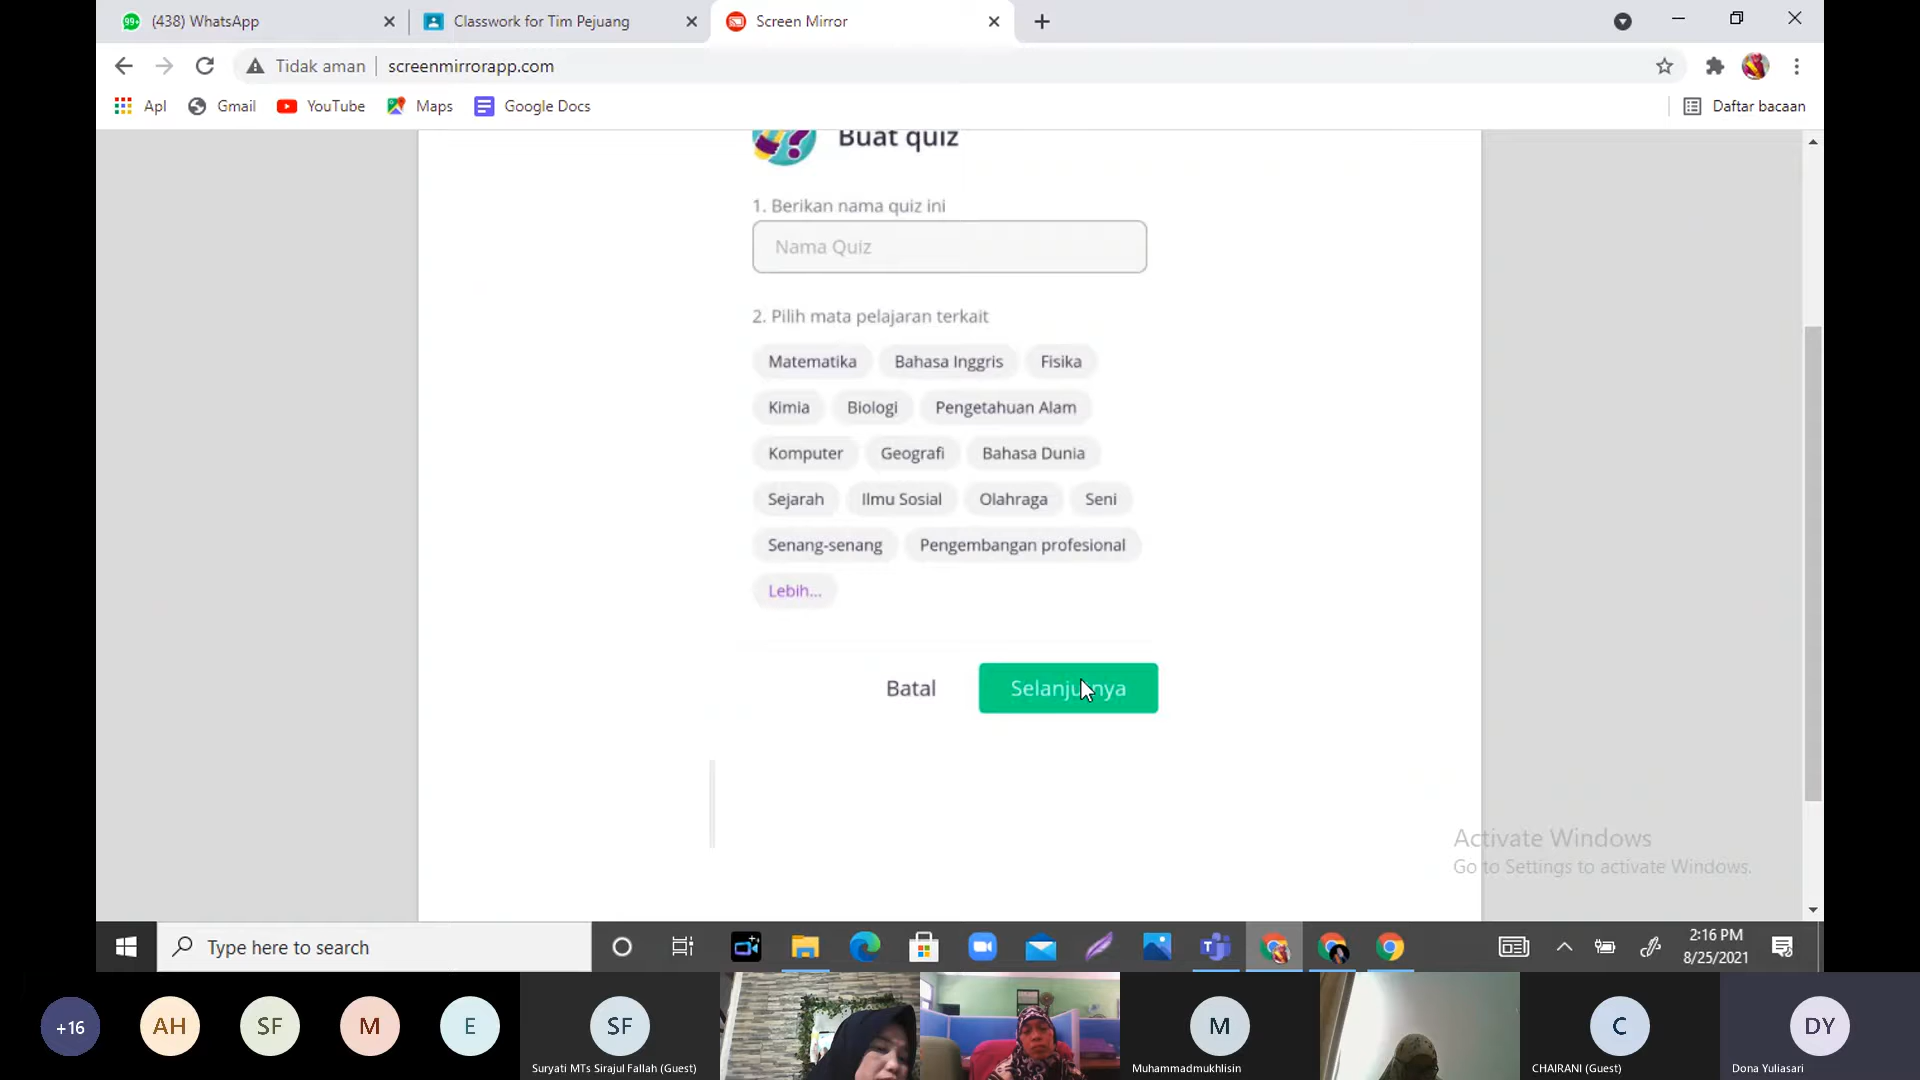 99+ (438) WhatsApp
Classwork for Tim Pejuang
Screen Mirror
Tidak aman
screenmirrorapp.com
Apl
Gmail
YouTube
Maps
Google Docs
Daftar bacaan
Buat quiz
1. Berikan nama quiz ini
Nama Quiz
2. Pilih mata pelajaran terkait
Matematika Bahasa Inggris Fisika
Kimia Biologi Pengetahuan Alam
Komputer Geografi Bahasa Dunia
Sejarah Ilmu Sosial Olahraga Seni
Senang-senang Pengembangan profesional
Lebih...
Batal Selanjutnya
Activate Windows
Go to Settings to activate Windows.
Type here to search
2:16 PM
8/25/2021
+16 AH SF M E SF M C DY
Suryati MTs Sirajul Fallah (Guest)
Muhammadmukhlisin
CHAIRANI (Guest)
Dona Yuliasari